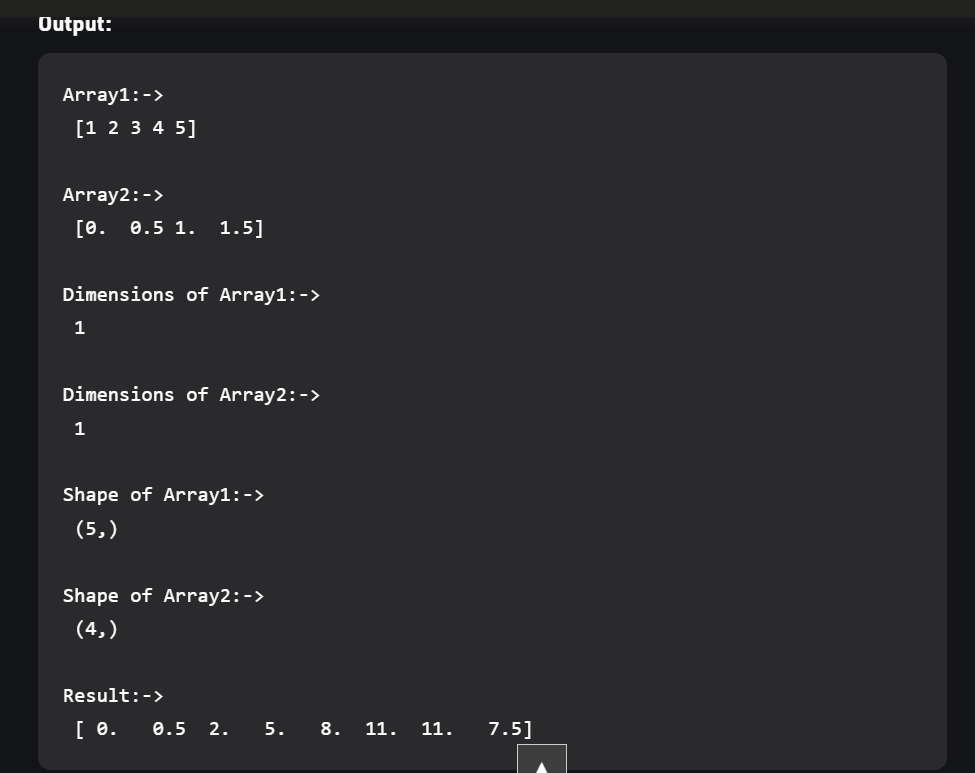 Output:
Array1:->
[1 2 3 4 5]
Array2:->
[0.  0.5 1.  1.5]
Dimensions of Array1:->
1
Dimensions of Array2:->
1
Shape of Array1:->
(5,)
Shape of Array2:->
(4,)
Result:->
[ 0.   0.5  2.   5.   8.  11.  11.   7.5]